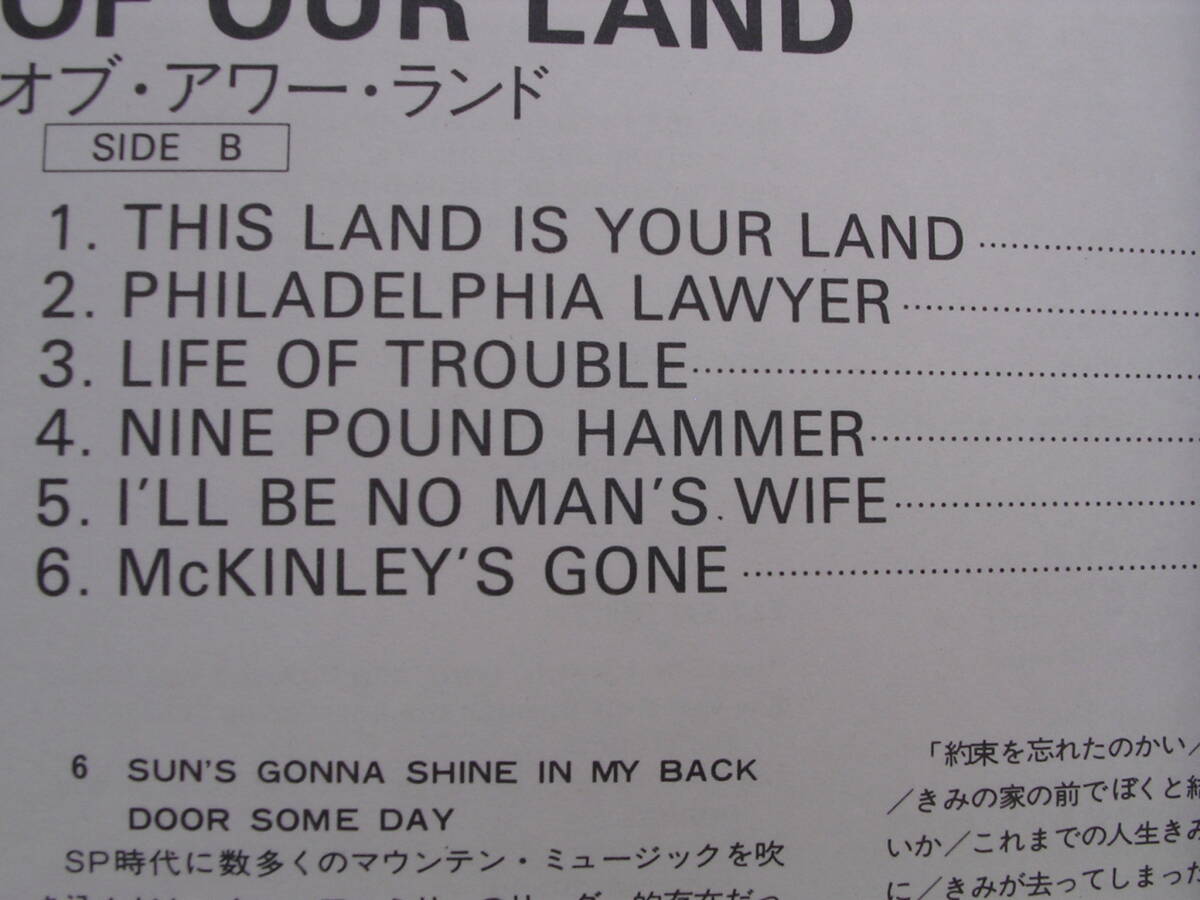 OF OUR LAND
オブ・アワー・ランド
SIDE B
1. THIS LAND IS YOUR LAND
2. PHILADELPHIA LAWYER
3. LIFE OF TROUBLE
4. NINE POUND HAMMER
5. I'LL BE NO MAN'S WIFE
6. McKINLEY'S GONE
6 SUN'S GONNA SHINE IN MY BACK
DOOR SOME DAY
SP時代に数多くのマウンテン・ミュージックを吹
「約束を忘れたのかい/
/きみの家の前でぼくと結
いか/これまでの人生きみ
に/きみが去ってしまった